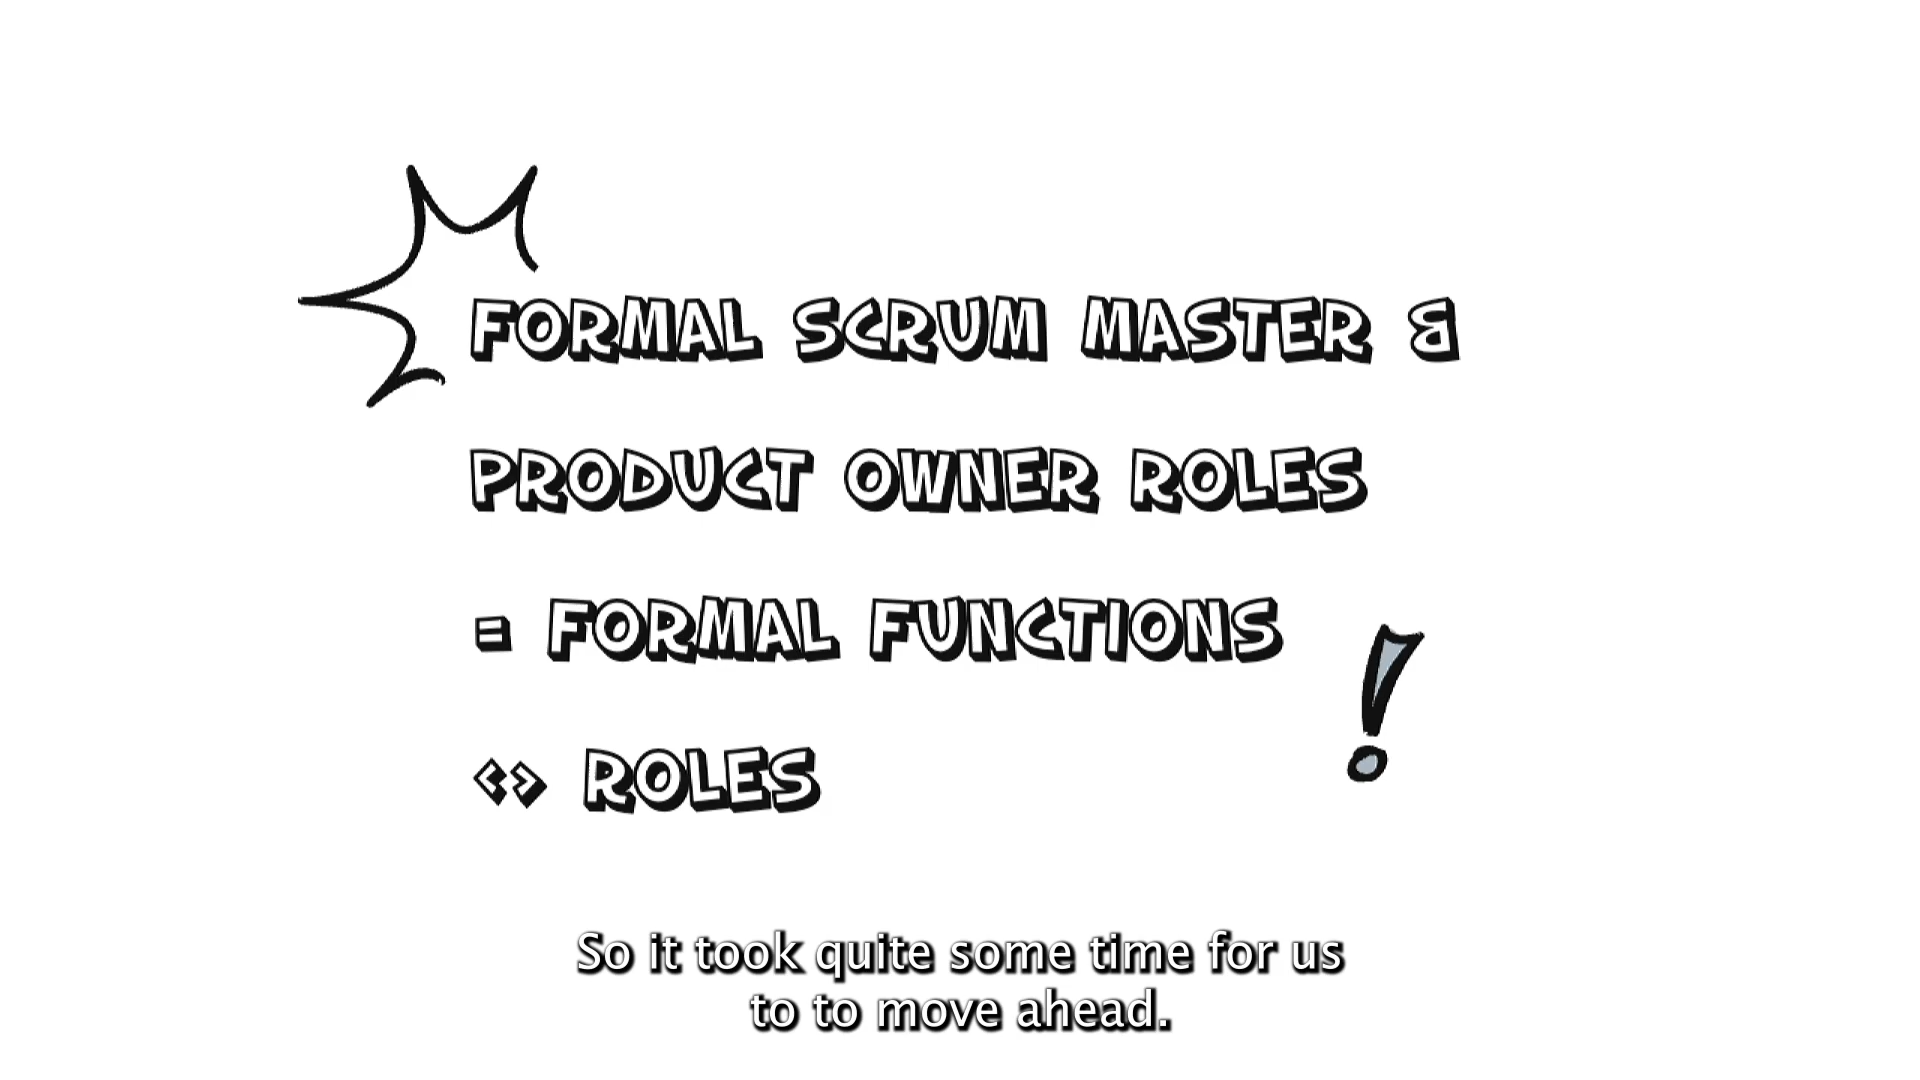 FORMAL SCRUM MASTER &
PRODUCT OWNER ROLES
= FORMAL FUNCTIONS
<> ROLES
!
So it took quite some time for us
to to move ahead.